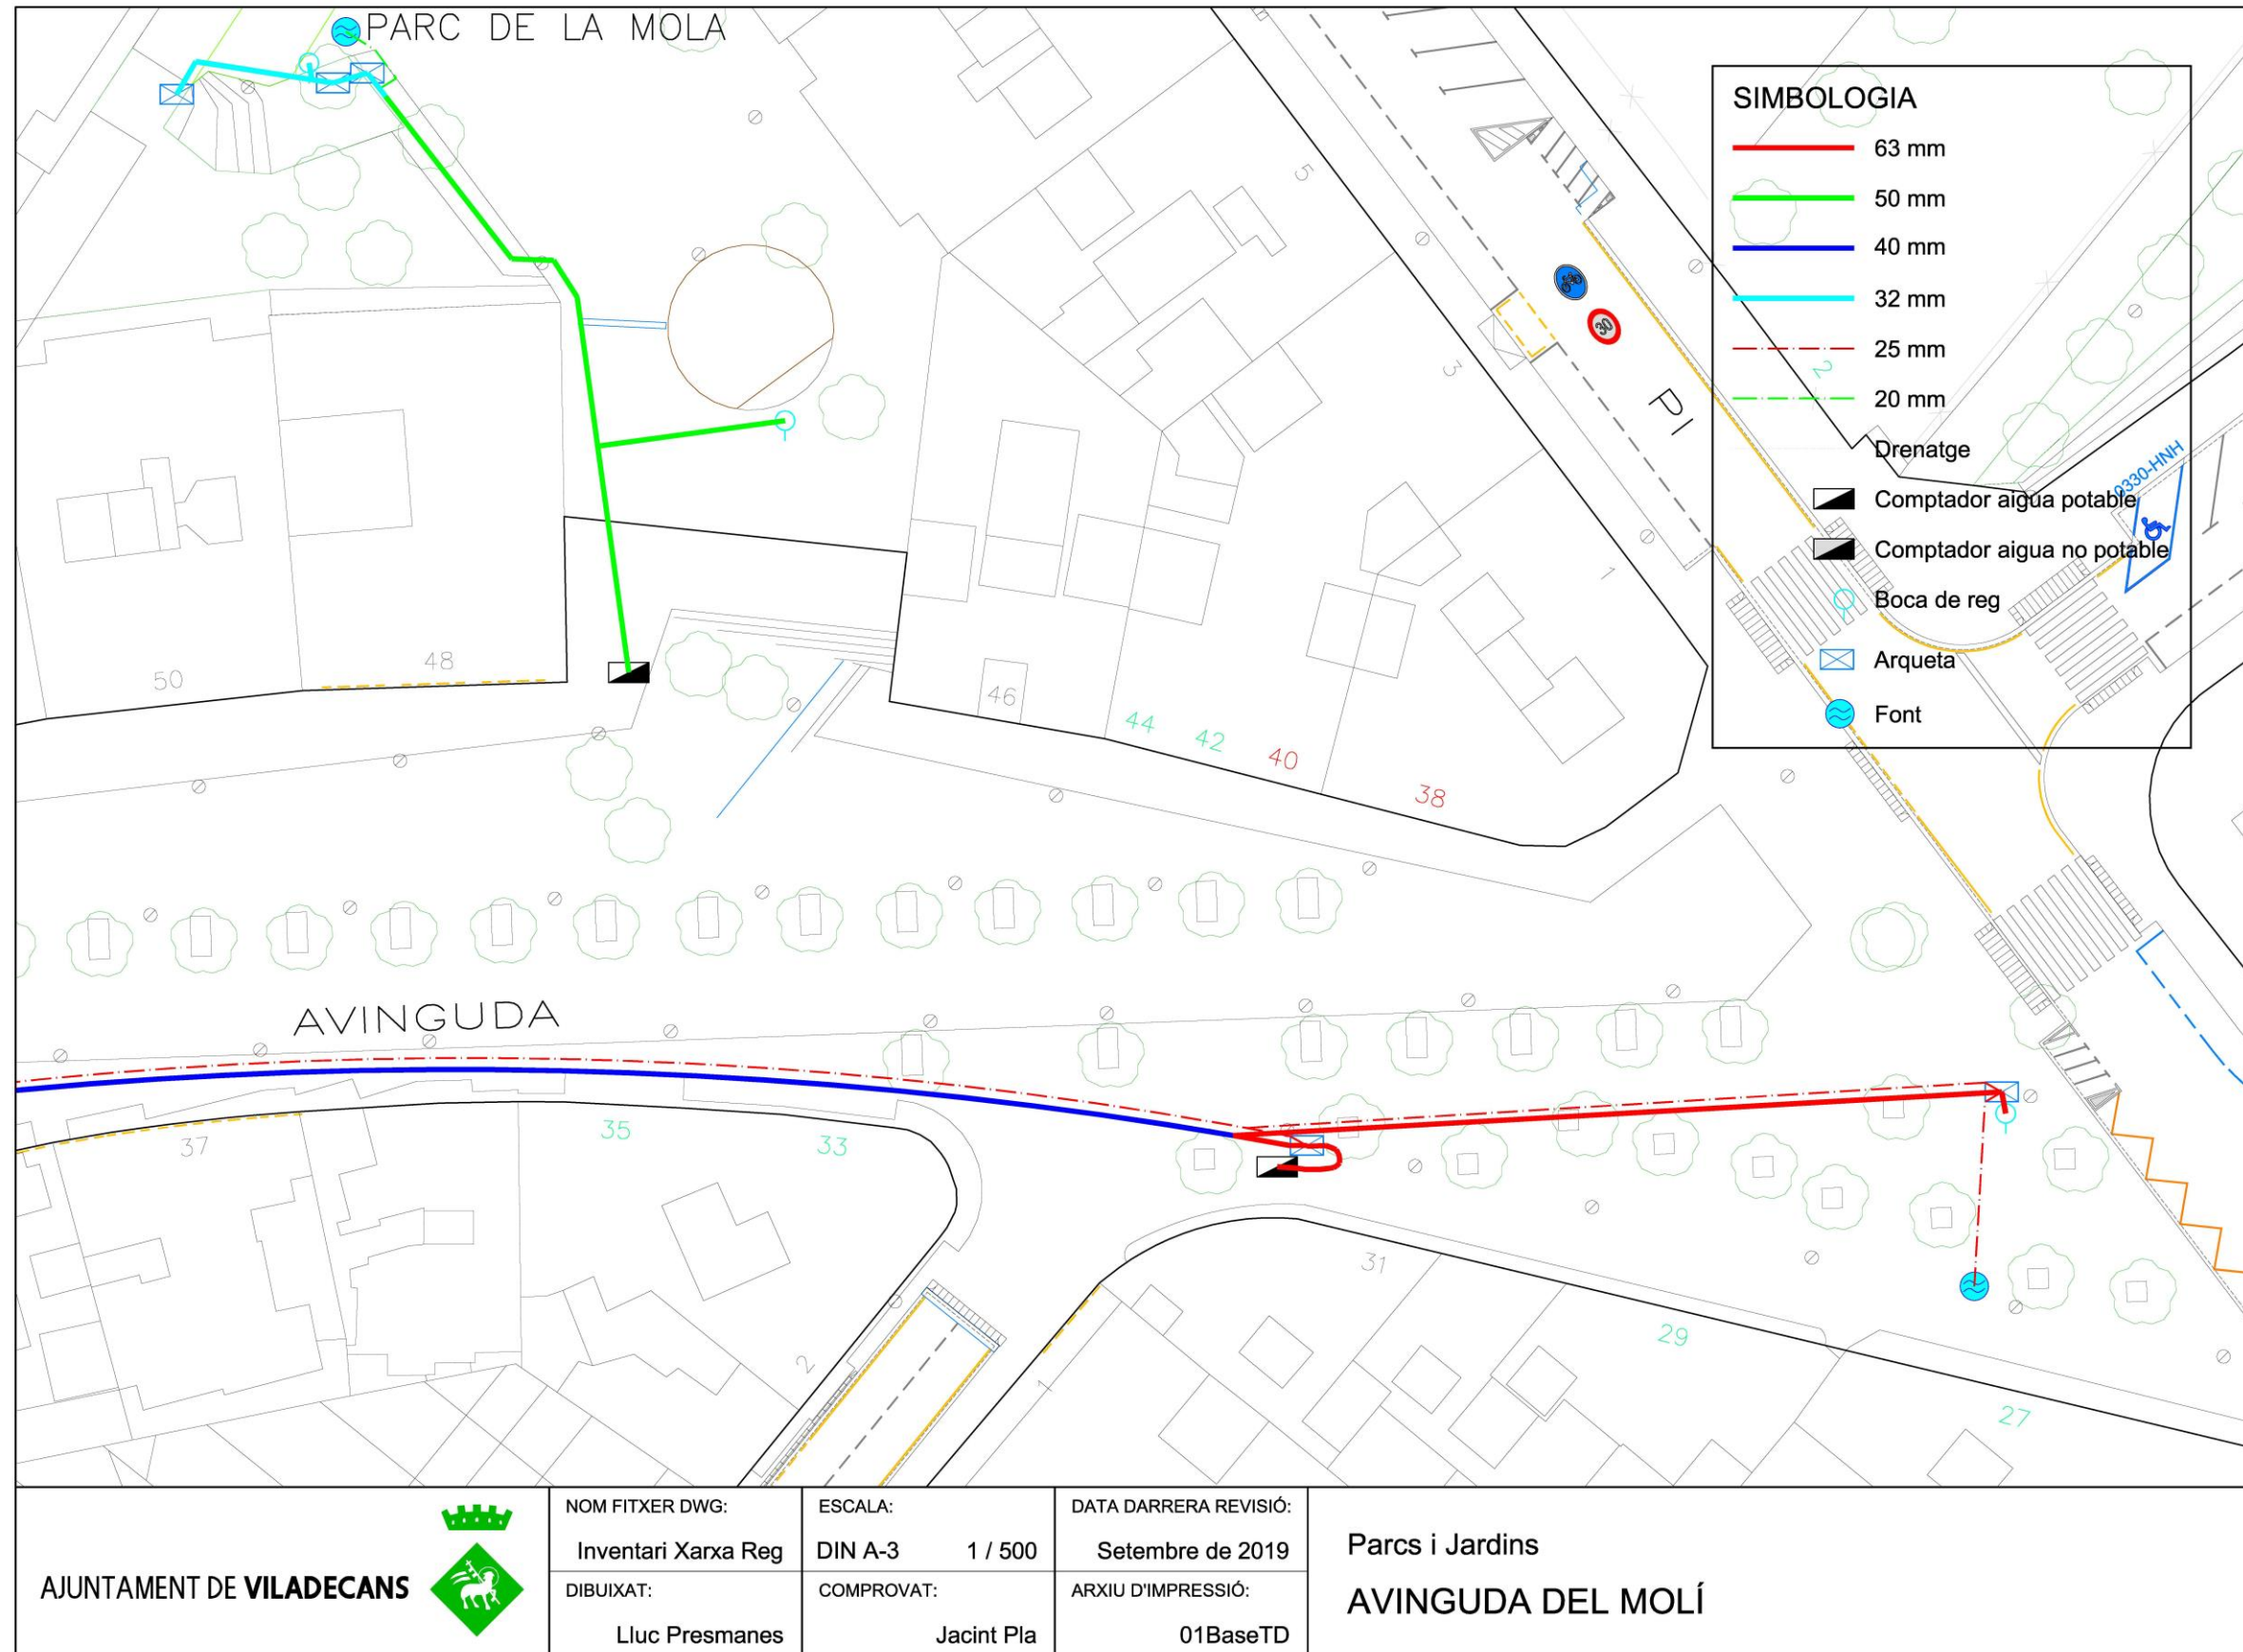 PARC DE LA MOLA
SIMBOLOGIA
63 mm
50 mm
40 mm
32 mm
25 mm
20 mm
Drenatge
Comptador aigua potable
Comptador aigua no potable
Boca de reg
Arqueta
Font
5
3
1
30
PI
2
0330-HNH
50
48
46
44
42
40
38
AVINGUDA
37
35
33
31
29
27
2
1
AJUNTAMENT DE VILADECANS
NOM FITXER DWG:
Inventari Xarxa Reg
DIBUIXAT:
Lluc Presmanes
ESCALA:
DIN A-3 1 / 500
COMPROVAT:
Jacint Pla
DATA DARRERA REVISIÓ:
Setembre de 2019
ARXIU D'IMPRESSIÓ:
01BaseTD
Parcs i Jardins
AVINGUDA DEL MOLÍ